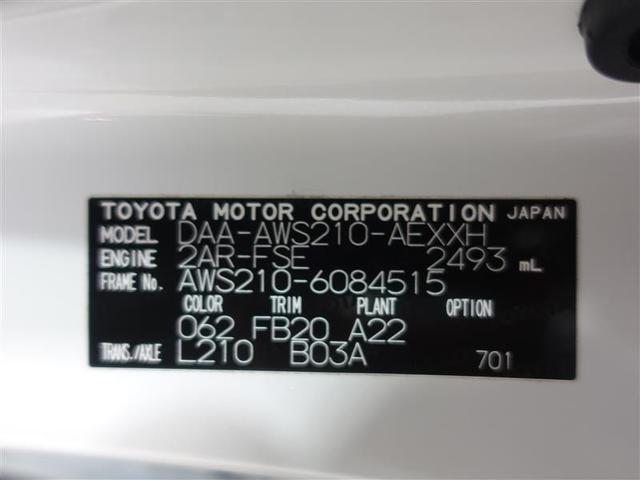 TOYOTA MOTOR CORPORATION JAPAN
MODEL DAA-AWS210-AEXXH
ENGINE 2AR-FSE 2493 mL
FRAME No. AWS210-6084515
COLOR TRIM PLANT OPTION
062 FB20 A22
TRANS./AXLE L210 B03A 701